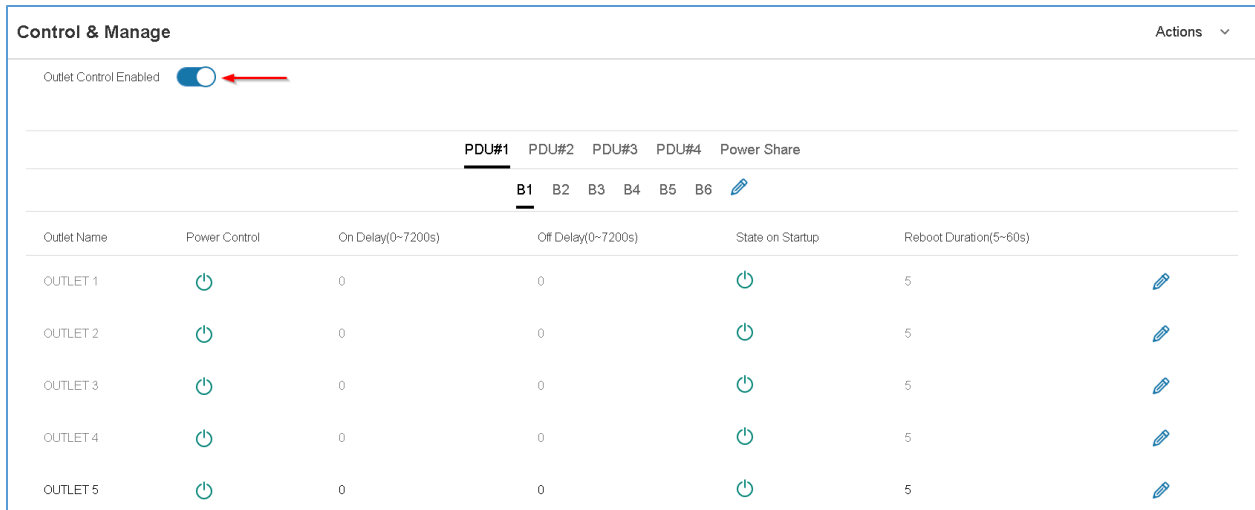 Control & Manage Actions
Outlet Control Enabled
PDU#1 PDU#2 PDU#3 PDU#4 Power Share
B1 B2 B3 B4 B5 B6
Outlet Name Power Control On Delay(0~7200s) Off Delay(0~7200s) State on Startup Reboot Duration(5~60s)
OUTLET 1 0 0 5
OUTLET 2 0 0 5
OUTLET 3 0 0 5
OUTLET 4 0 0 5
OUTLET 5 0 0 5